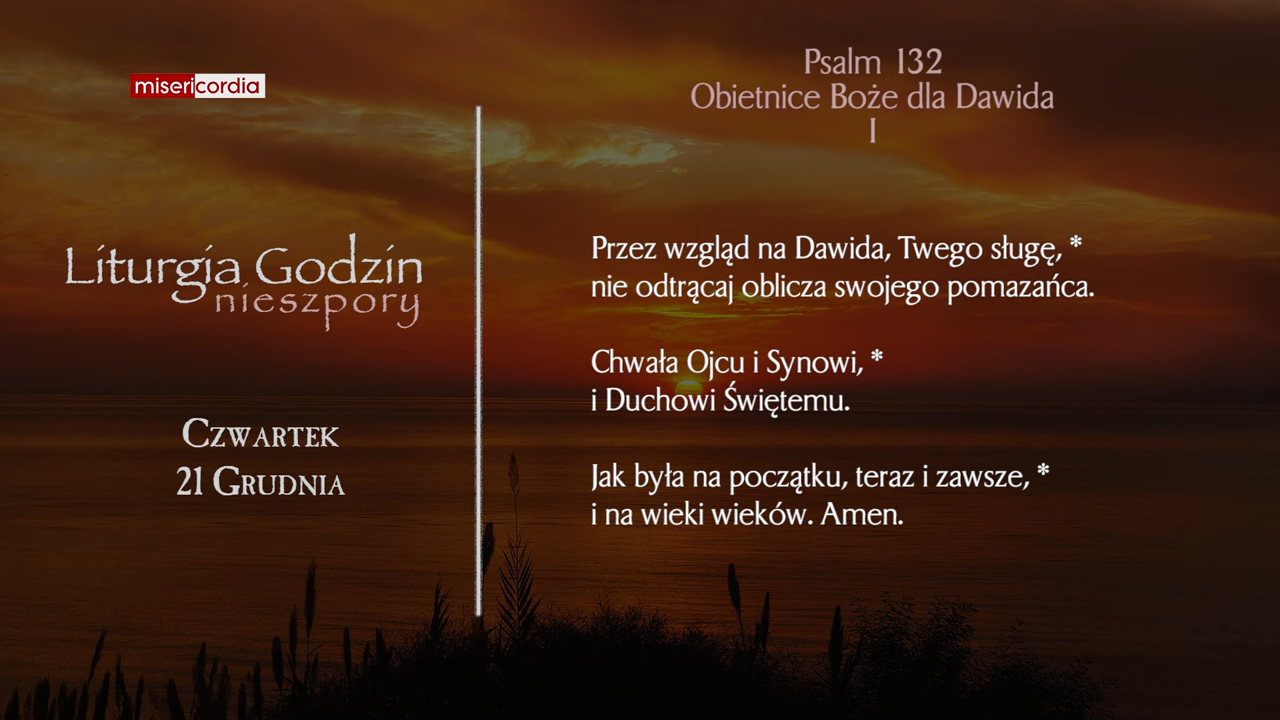 misericordia
Liturgia Godzin
nieszpory
Czwartek
21 Grudnia
Psalm 132
Obietnice Boże dla Dawida
I
Przez wzgląd na Dawida, Twego sługę, *
nie odtrącaj oblicza swojego pomazańca.
Chwała Ojcu i Synowi, *
i Duchowi Świętemu.
Jak była na początku, teraz i zawsze, *
i na wieki wieków. Amen.